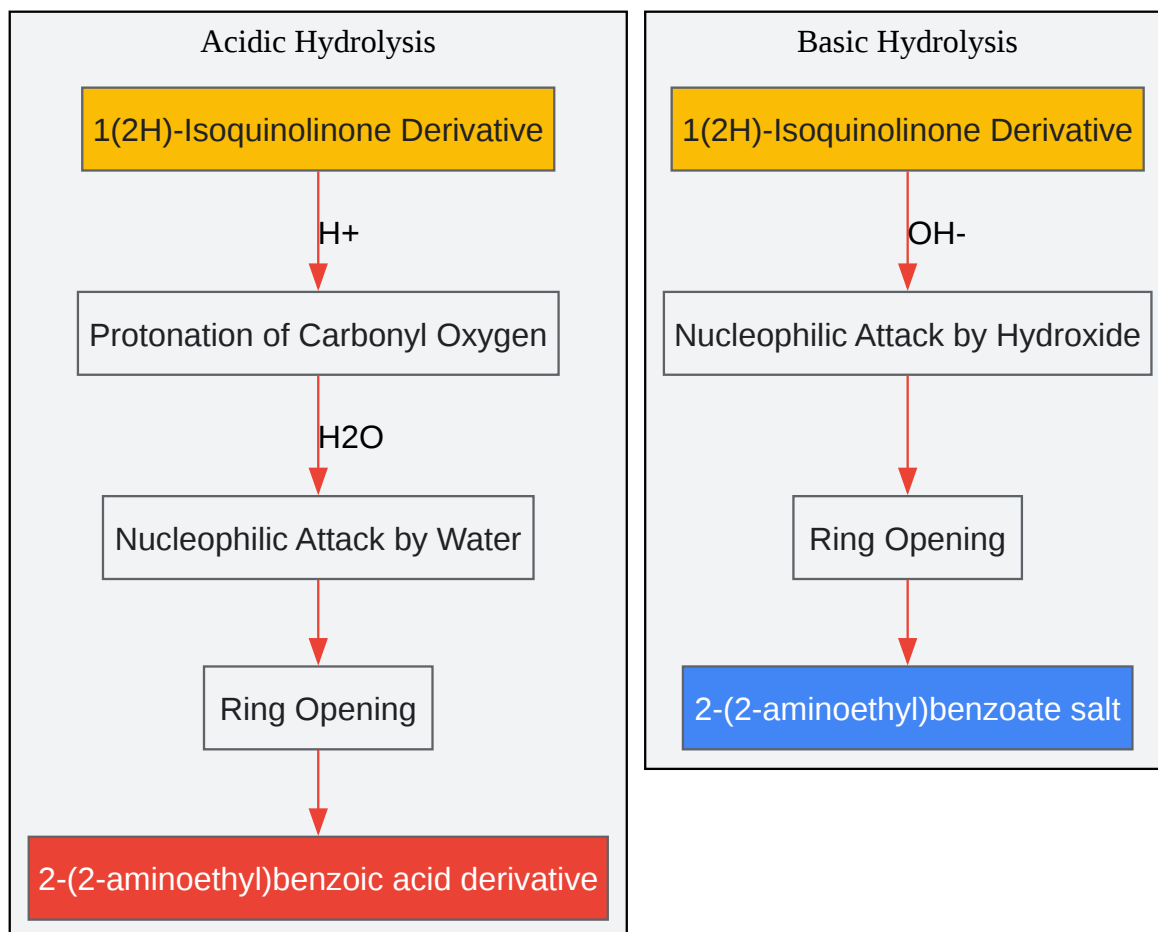 Acidic Hydrolysis
1(2H)-Isoquinolinone Derivative
H+
Protonation of Carbonyl Oxygen
H2O
Nucleophilic Attack by Water
Ring Opening
2-(2-aminoethyl)benzoic acid derivative
Basic Hydrolysis
1(2H)-Isoquinolinone Derivative
OH-
Nucleophilic Attack by Hydroxide
Ring Opening
2-(2-aminoethyl)benzoate salt